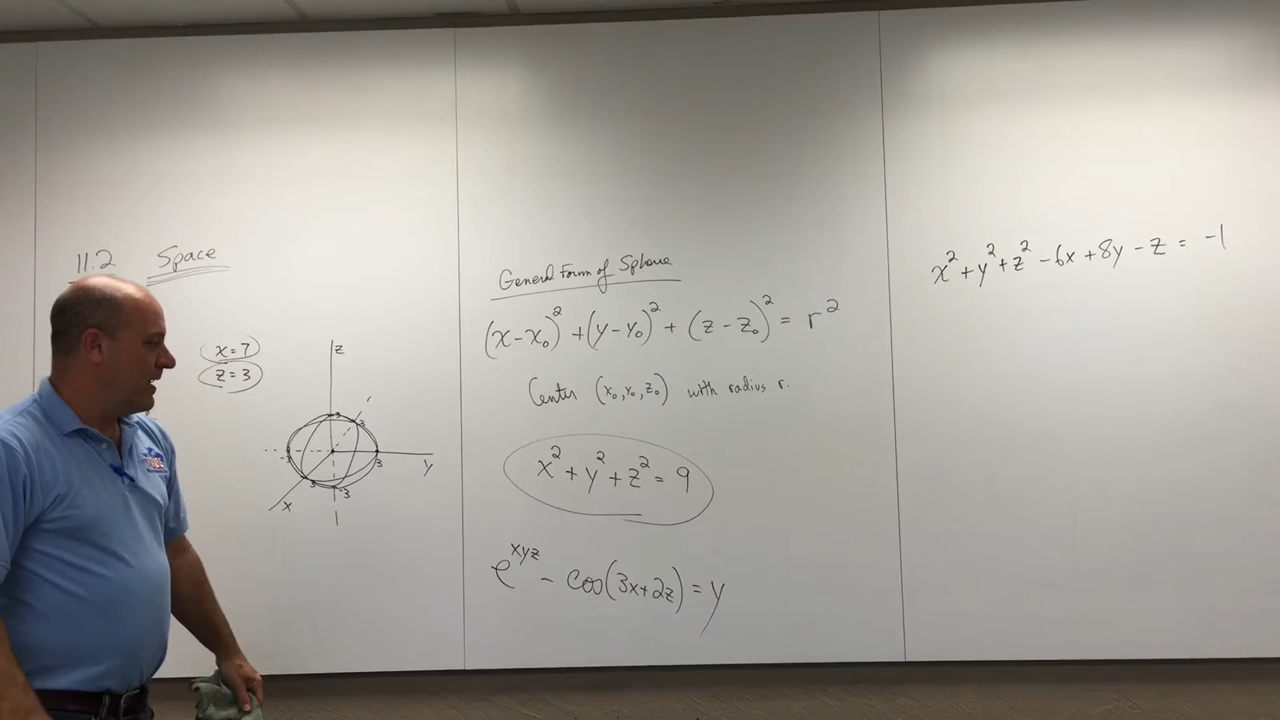 11.2 Space
x=7
z=3
z
3
3
-3
3
y
3
-3
x
General Form of Sphere
(x-x₀)² + (y-y₀)² + (z-z₀)² = r²
Center (x₀,y₀,z₀) with radius r.
x² + y² + z² = 9
e^xyz - cos(3x+2z) = y
x² + y² + z² - 6x + 8y - z = -1